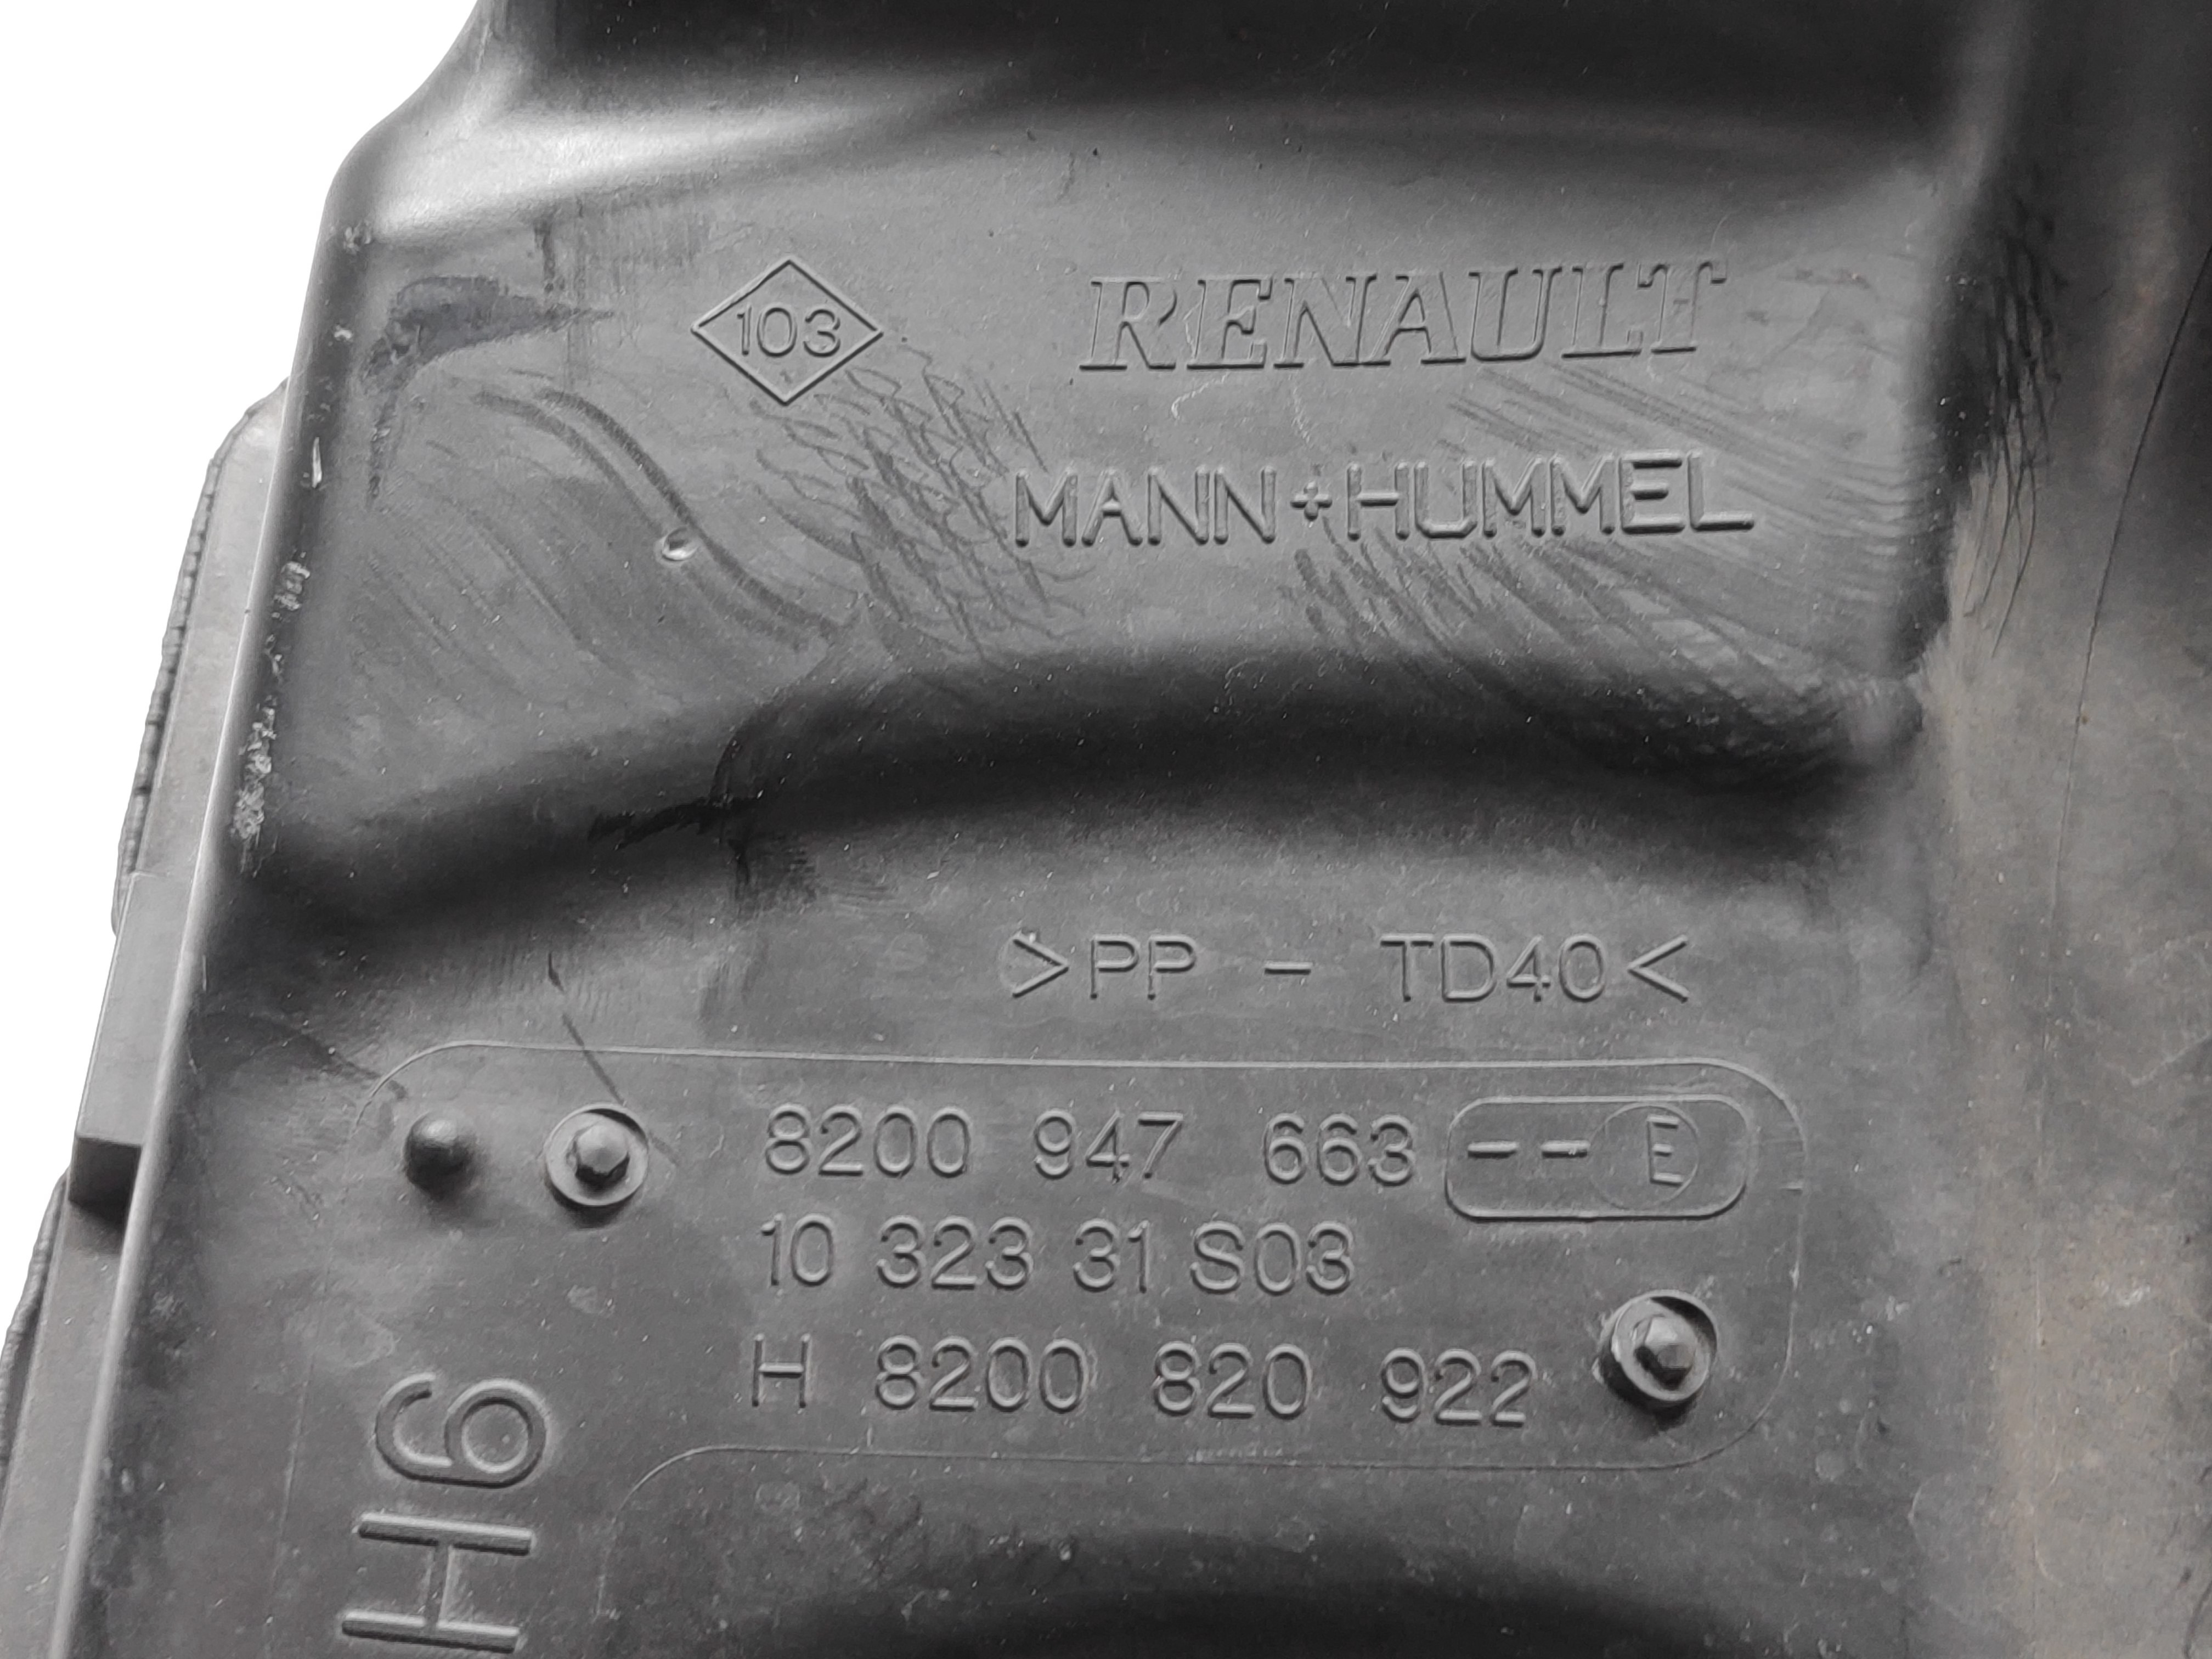 103
RENAULT
MANN+HUMMEL
>PP - TD40<
8200 947 663 -- E
10 323 31 S03
H 8200 820 922
H6